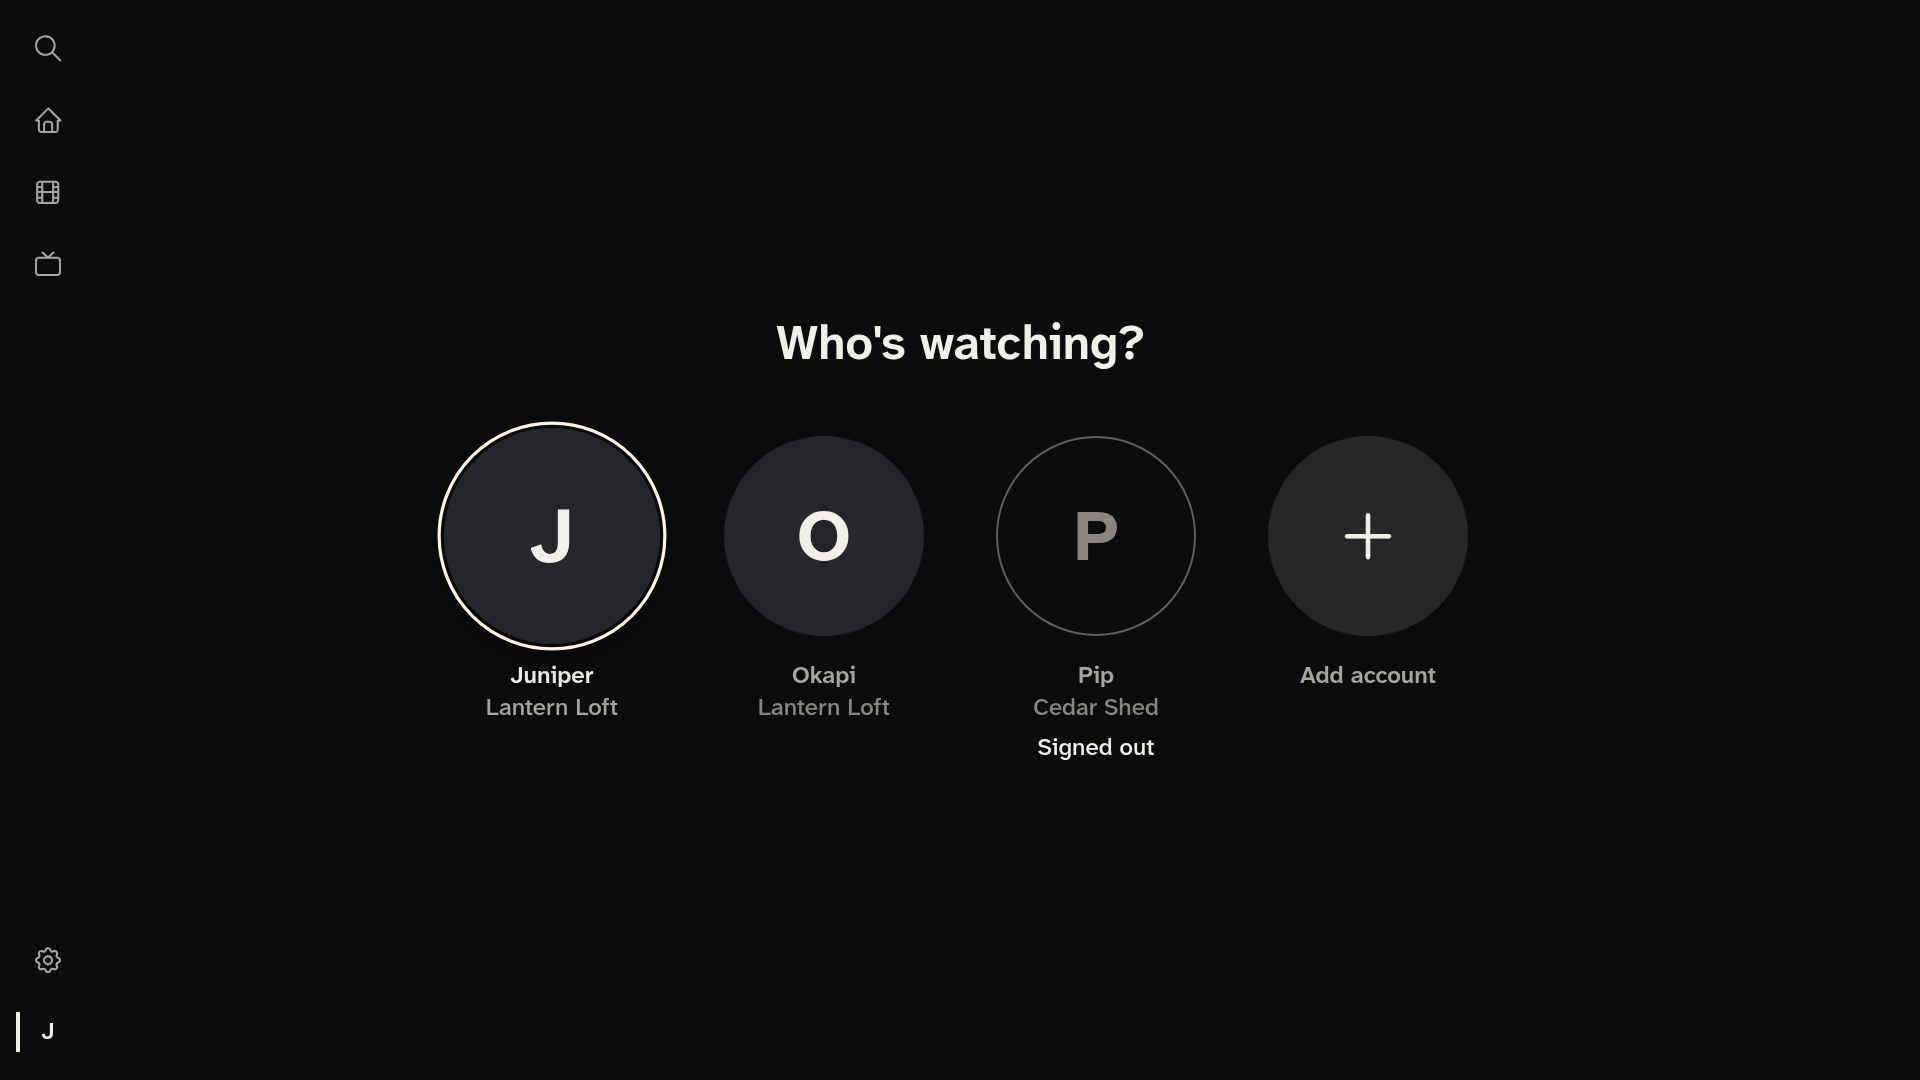 Who's watching?
J
O
P
Juniper
Lantern Loft
Okapi
Lantern Loft
Pip
Cedar Shed
Signed out
Add account
J